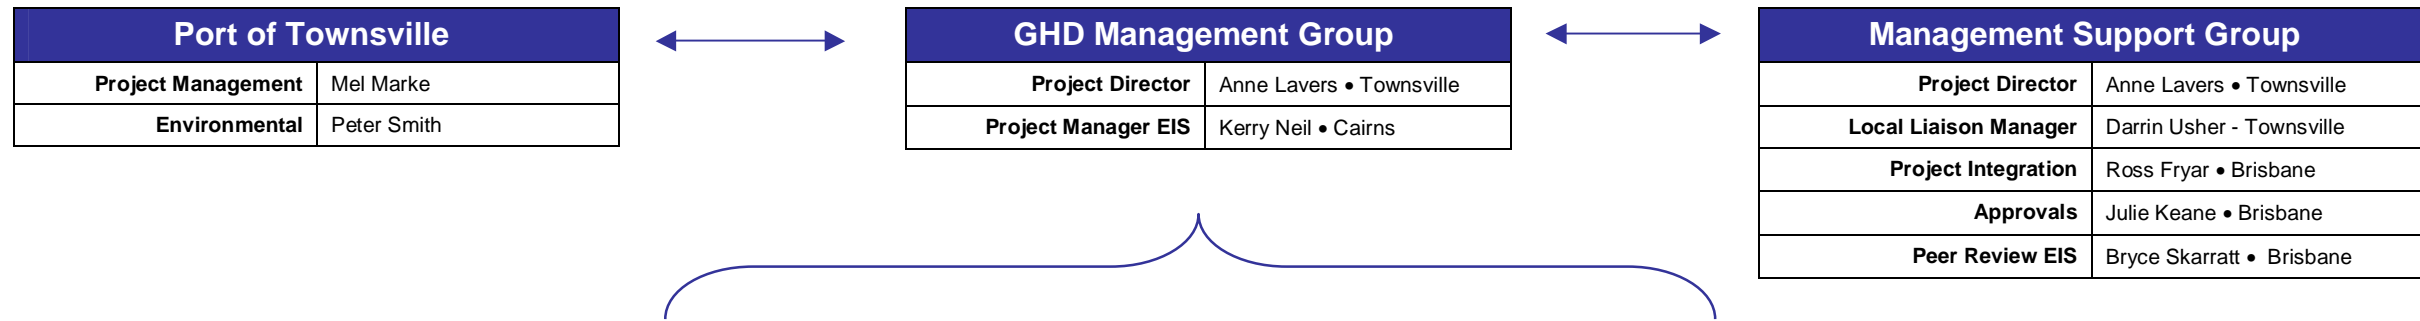 Port of Townsville
Project Management Mel Marke
Environmental Peter Smith
GHD Management Group
Project Director Anne Lavers • Townsville
Project Manager EIS Kerry Neil • Cairns
Management Support Group
Project Director Anne Lavers • Townsville
Local Liaison Manager Darrin Usher - Townsville
Project Integration Ross Fryar • Brisbane
Approvals Julie Keane • Brisbane
Peer Review EIS Bryce Skarratt • Brisbane